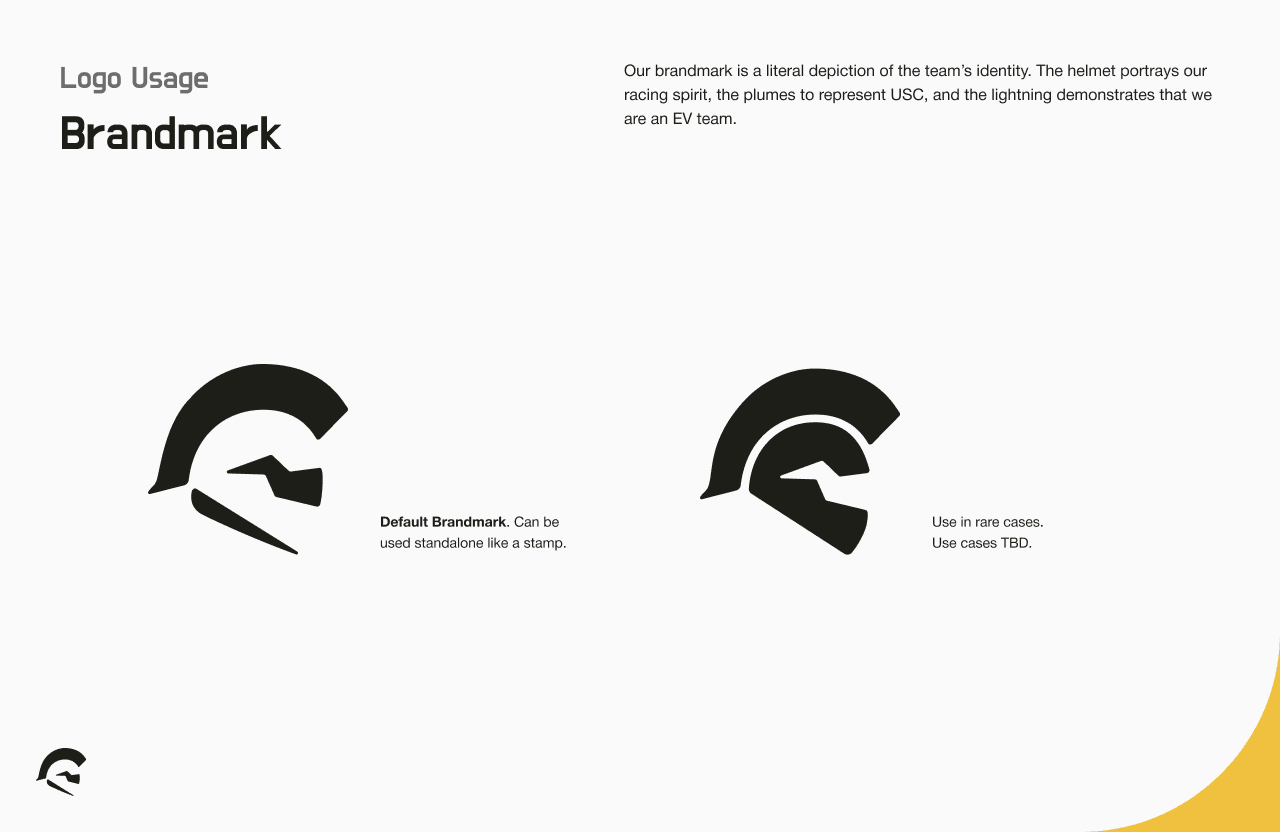 Logo Usage
Brandmark
Our brandmark is a literal depiction of the team’s identity. The helmet portrays our
racing spirit, the plumes to represent USC, and the lightning demonstrates that we
are an EV team.
Default Brandmark. Can be
used standalone like a stamp.
Use in rare cases.
Use cases TBD.